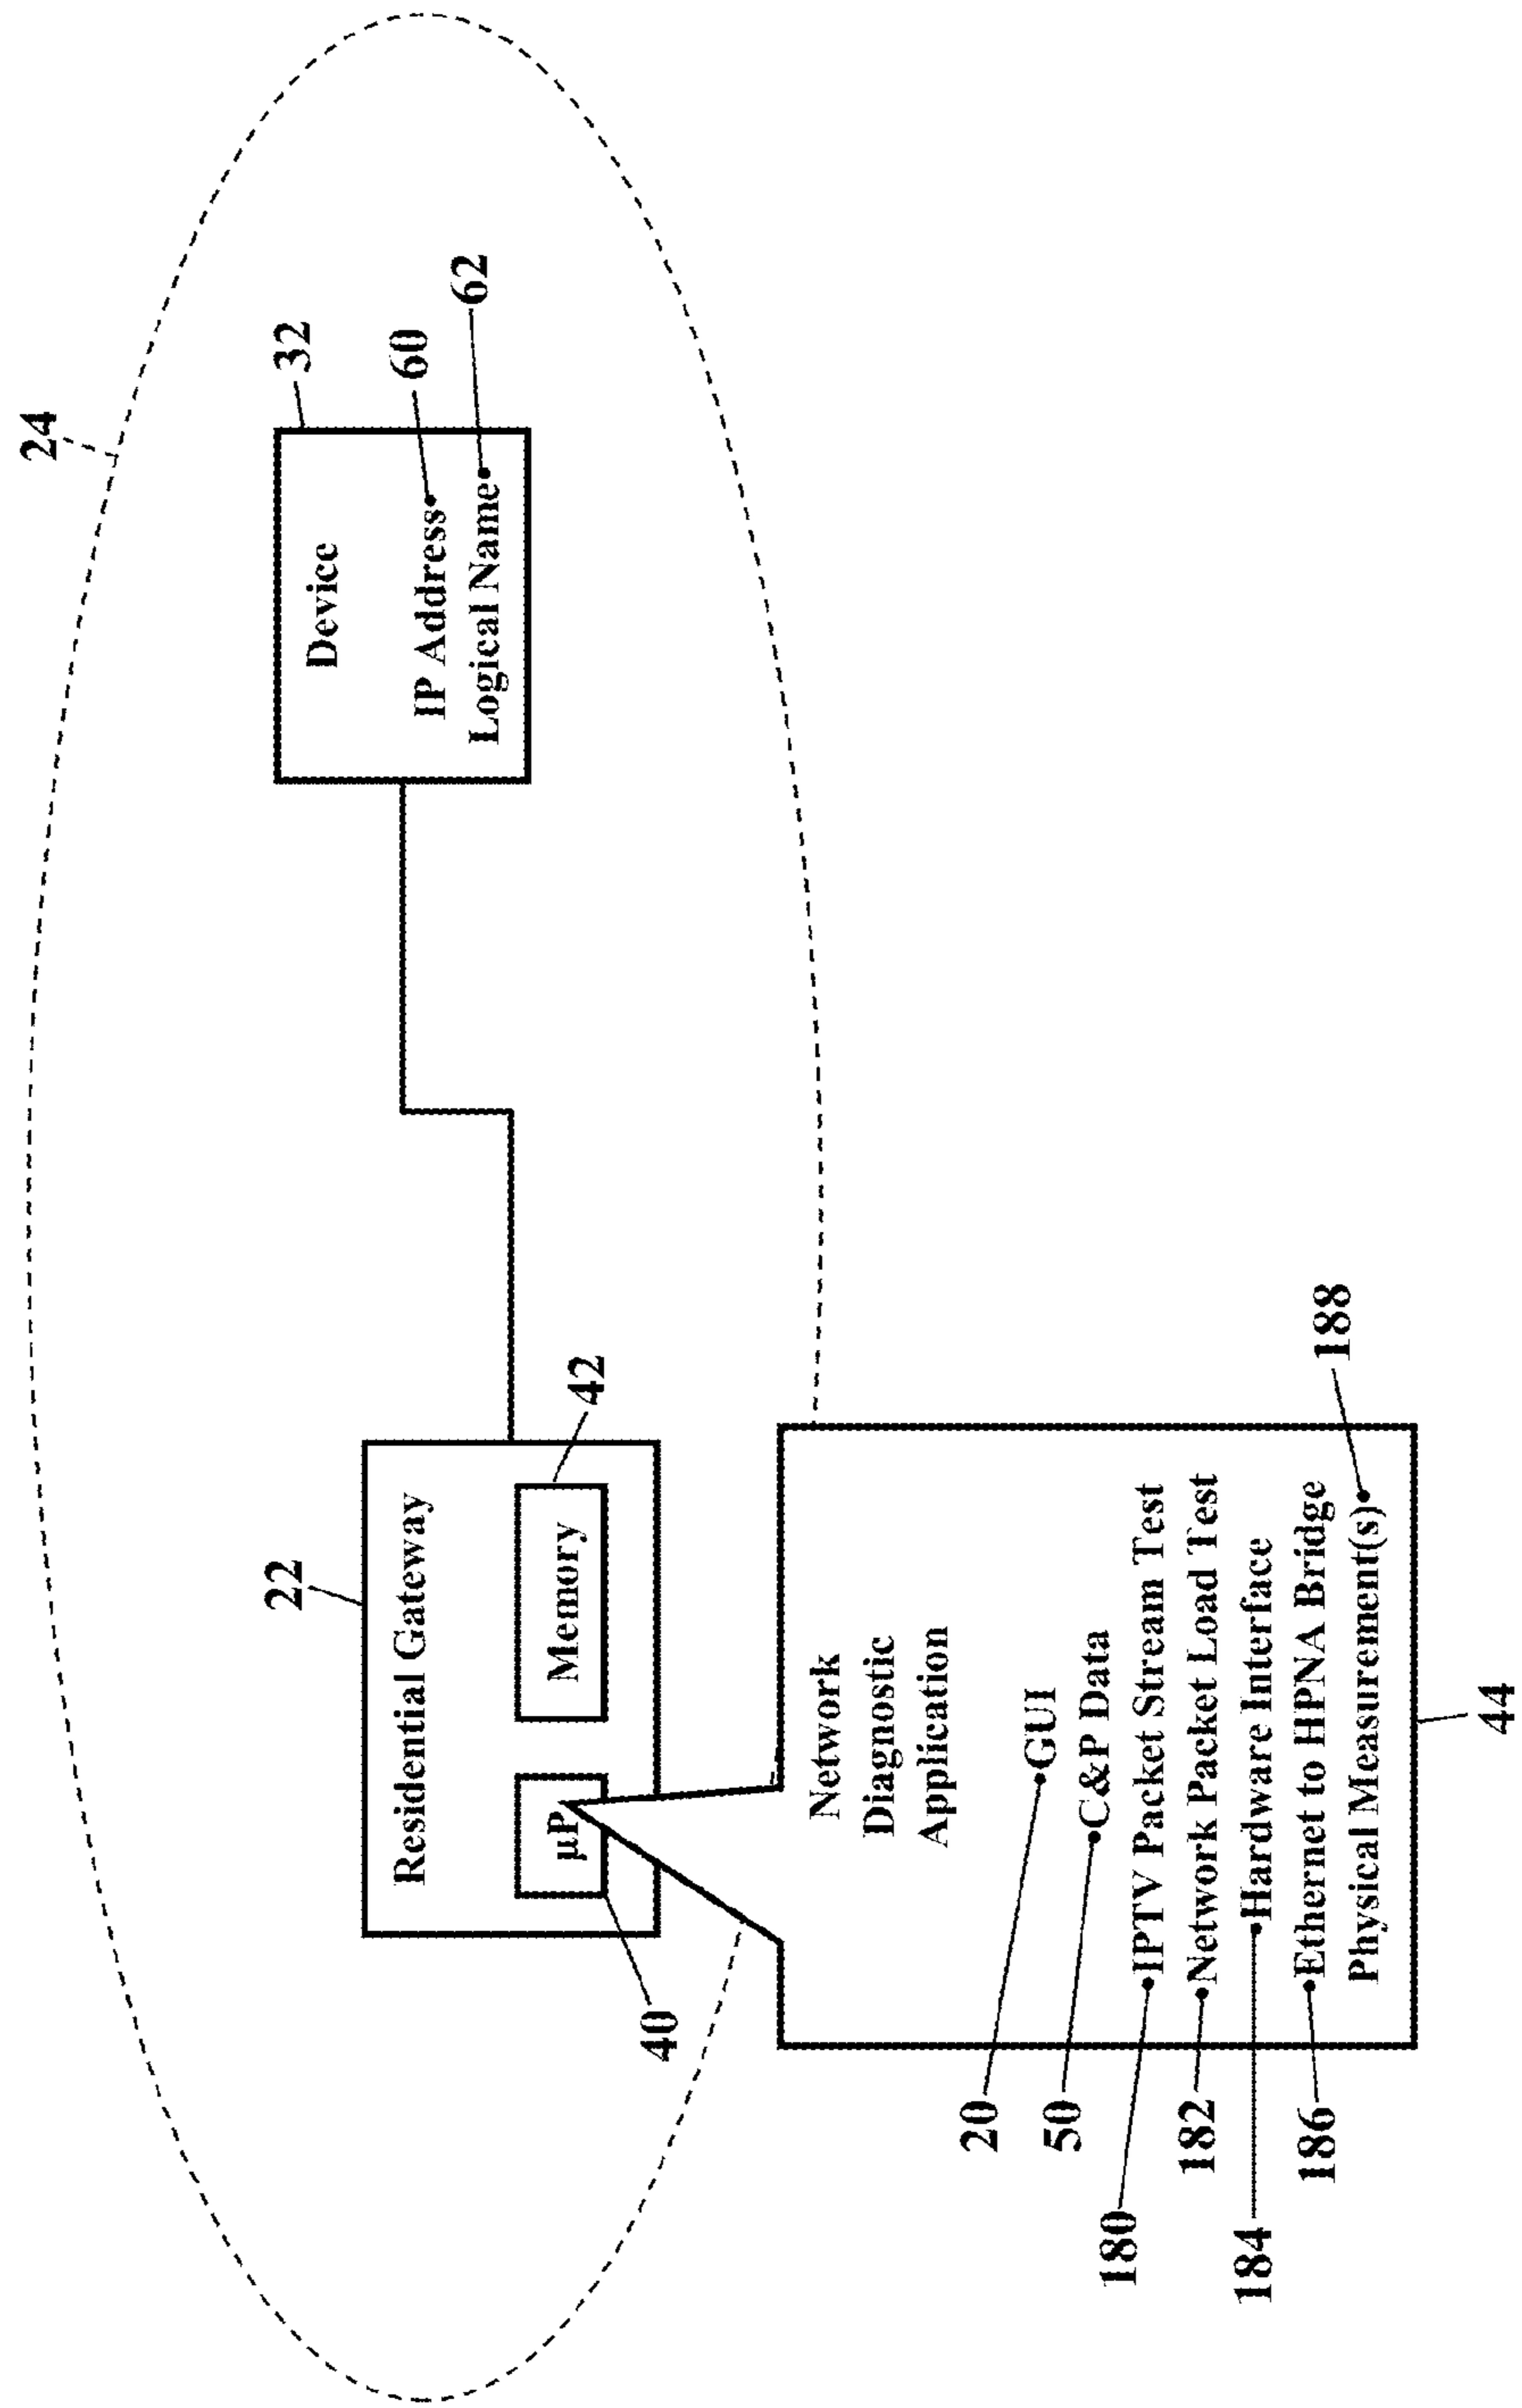 24
22
Residential Gateway
µP
Memory
40
42
32
Device
IP Address
60
Logical Name
62
Network
Diagnostic
Application
20
GUI
50
C&P Data
180
IPTV Packet Stream Test
182
Network Packet Load Test
184
Hardware Interface
186
Ethernet to HPNA Bridge
Physical Measurement(s)
188
44